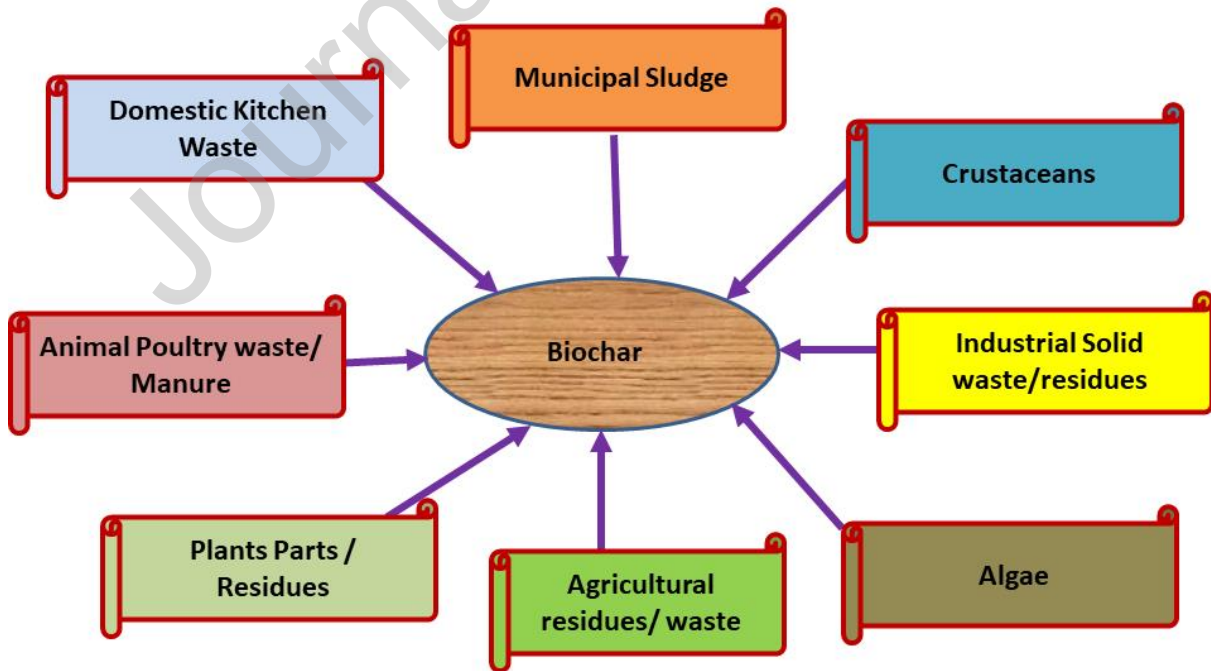 Journa
Municipal Sludge
Domestic Kitchen
Waste
Crustaceans
Animal Poultry waste/
Manure
Biochar
Industrial Solid
waste/residues
Plants Parts /
Residues
Agricultural
residues/ waste
Algae